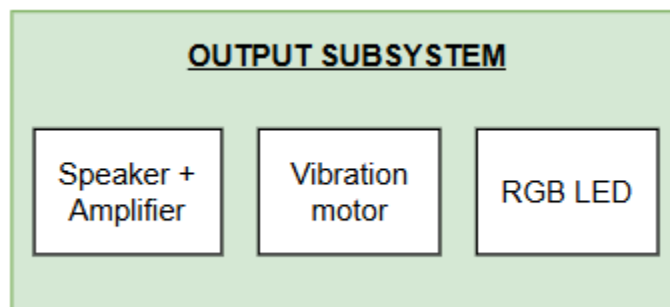 OUTPUT SUBSYSTEM
Speaker +
Amplifier
Vibration
motor
RGB LED